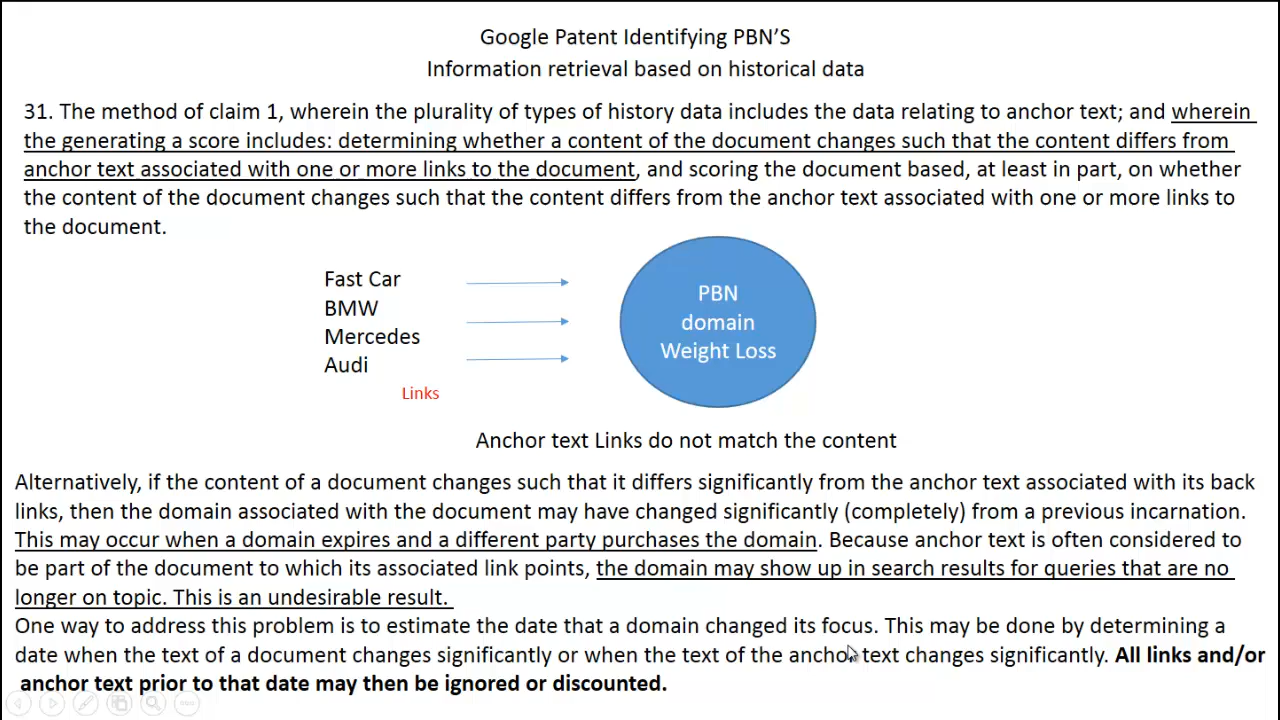 Google Patent Identifying PBN'S
Information retrieval based on historical data
31. The method of claim 1, wherein the plurality of types of history data includes the data relating to anchor text; and wherein
the generating a score includes: determining whether a content of the document changes such that the content differs from
anchor text associated with one or more links to the document, and scoring the document based, at least in part, on whether
the content of the document changes such that the content differs from the anchor text associated with one or more links to
the document.
Fast Car
BMW
Mercedes
Audi
Links
PBN
domain
Weight Loss
Anchor text Links do not match the content
Alternatively, if the content of a document changes such that it differs significantly from the anchor text associated with its back
links, then the domain associated with the document may have changed significantly (completely) from a previous incarnation.
This may occur when a domain expires and a different party purchases the domain. Because anchor text is often considered to
be part of the document to which its associated link points, the domain may show up in search results for queries that are no
longer on topic. This is an undesirable result.
One way to address this problem is to estimate the date that a domain changed its focus. This may be done by determining a
date when the text of a document changes significantly or when the text of the anchor text changes significantly. All links and/or
anchor text prior to that date may then be ignored or discounted.